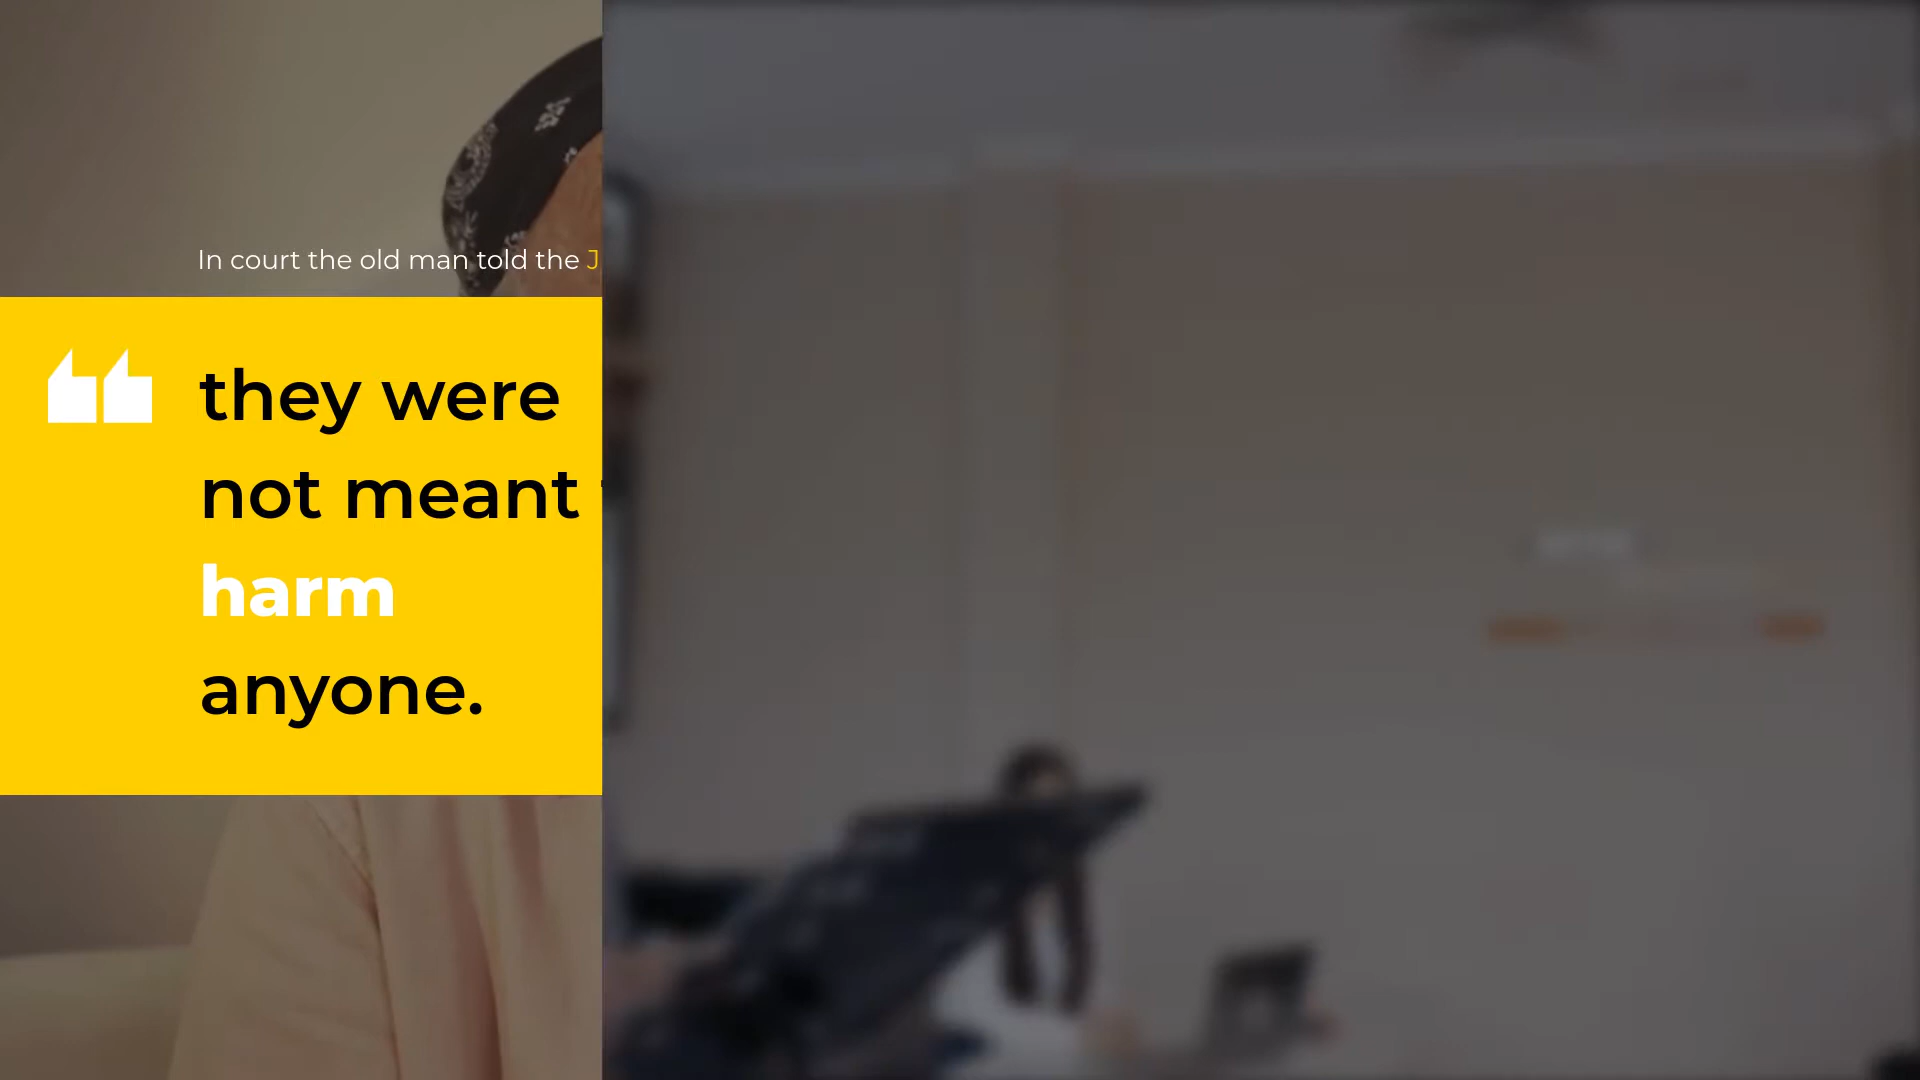 In court the old man told the J
they were
not meant
harm
anyone.